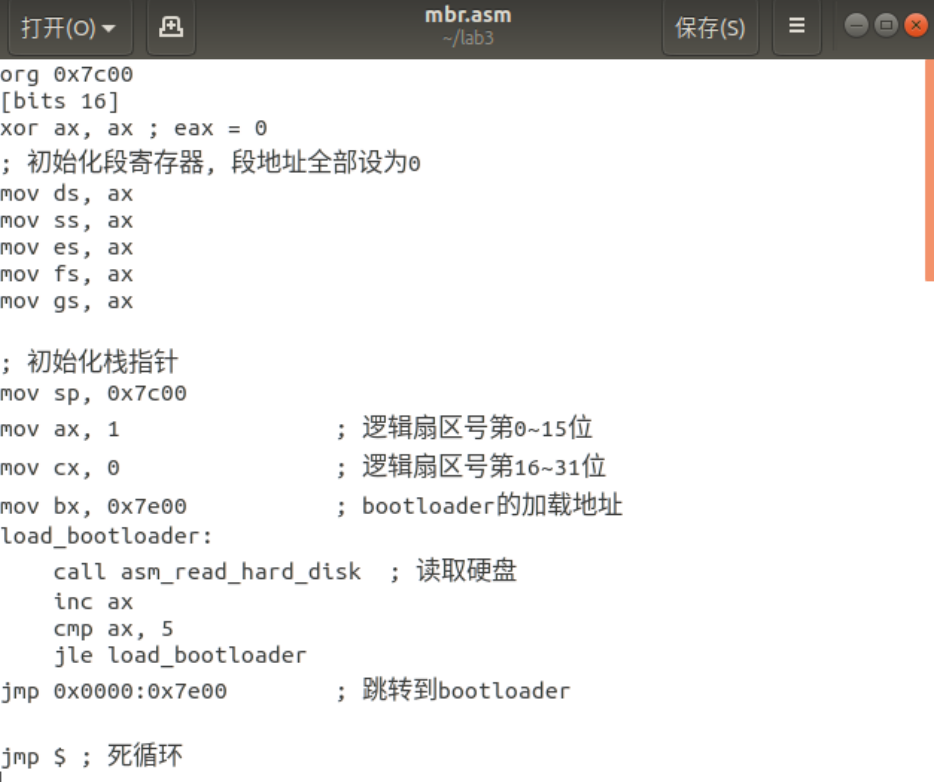 打开(O)
mbr.asm
~/lab3
保存(S)
org 0x7c00
[bits 16]
xor ax, ax ; eax = 0
; 初始化段寄存器, 段地址全部设为0
mov ds, ax
mov ss, ax
mov es, ax
mov fs, ax
mov gs, ax
; 初始化栈指针
mov sp, 0x7c00
mov ax, 1                ; 逻辑扇区号第0~15位
mov cx, 0                ; 逻辑扇区号第16~31位
mov bx, 0x7e00           ; bootloader的加载地址
load_bootloader:
    call asm_read_hard_disk  ; 读取硬盘
    inc ax
    cmp ax, 5
    jle load_bootloader
jmp 0x0000:0x7e00        ; 跳转到bootloader
jmp $ ; 死循环